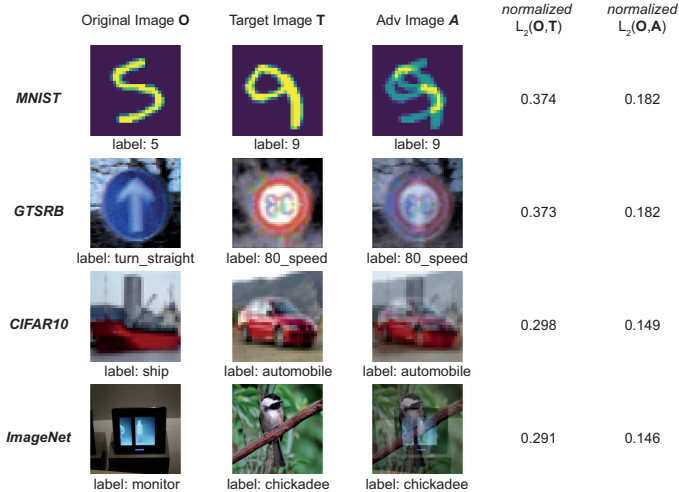 Original Image O Target Image T Adv Image A normalized L₂(O,T) normalized L₂(O,A)
MNIST 0.374 0.182
label: 5 label: 9 label: 9
GTSRB 80 80 0.373 0.182
label: turn_straight label: 80_speed label: 80_speed
CIFAR10 0.298 0.149
label: ship label: automobile label: automobile
ImageNet 0.291 0.146
label: monitor label: chickadee label: chickadee